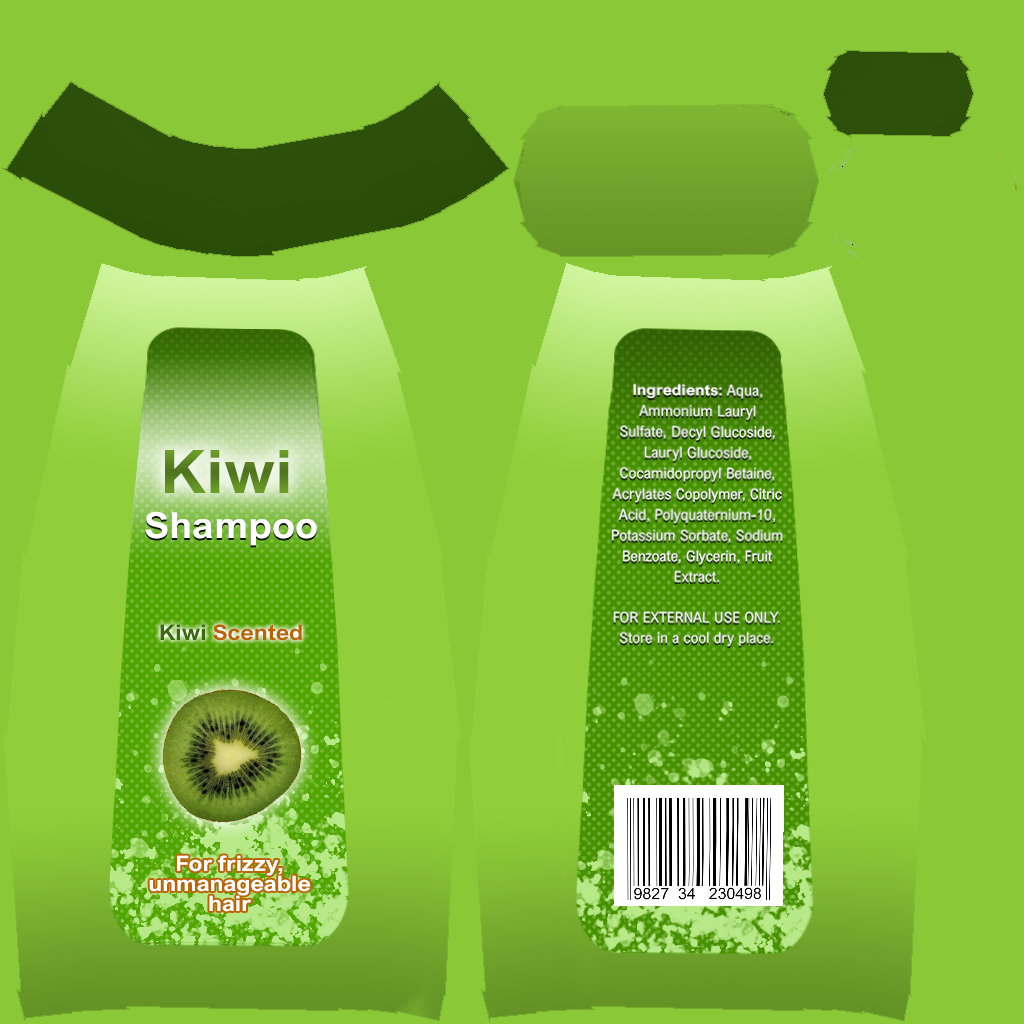 Kiwi
Shampoo
Kiwi Scented
For frizzy,
unmanageable
hair
Ingredients: Aqua,
Ammonium Lauryl
Sulfate, Decyl Glucoside,
Lauryl Glucoside,
Cocamidopropyl Betaine,
Acrylates Copolymer, Citric
Acid, Polyquaternium-10,
Potassium Sorbate, Sodium
Benzoate, Glycerin, Fruit
Extract.
FOR EXTERNAL USE ONLY.
Store in a cool dry place.
9827 34 230498